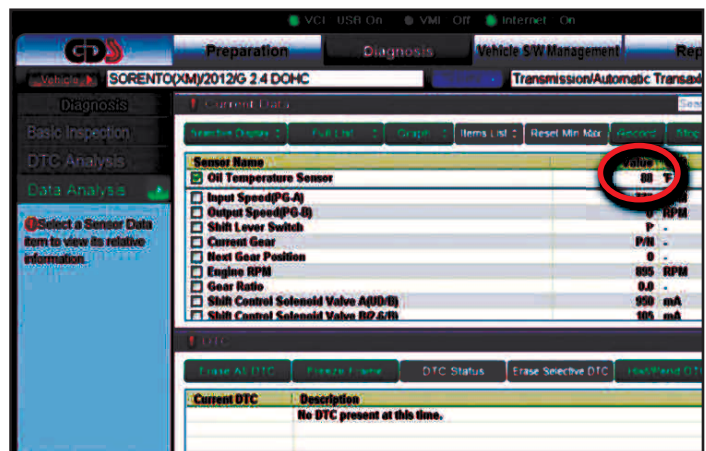 VCI USB On VMI Off Internet On
GDS Preparation Diagnosis Vehicle S/W Management Rep
Vehicle SORENTO(XM)/2012/G 2.4 DOHC Transmission/Automatic Transaxl
Diagnosis
Basic Inspection
DTC Analysis
Data Analysis
Select a Sensor Data
item to view its relative
information.
Current Data Sear
Selective Display Full List Graph Items List Reset Min Max Record Stop
Sensor Name Value
Oil Temperature Sensor 88 °F
Input Speed(PG-A)
Output Speed(PG-B) 0 RPM
Shift Lever Switch P -
Current Gear P/N -
Next Gear Position 0 -
Engine RPM 895 RPM
Gear Ratio 0.0 -
Shift Control Solenoid Valve A(UD/B) 950 mA
Shift Control Solenoid Valve B(2.6/B) 105 mA
DTC
Erase All DTC Freeze Frame DTC Status Erase Selective DTC
Current DTC Description
No DTC present at this time.